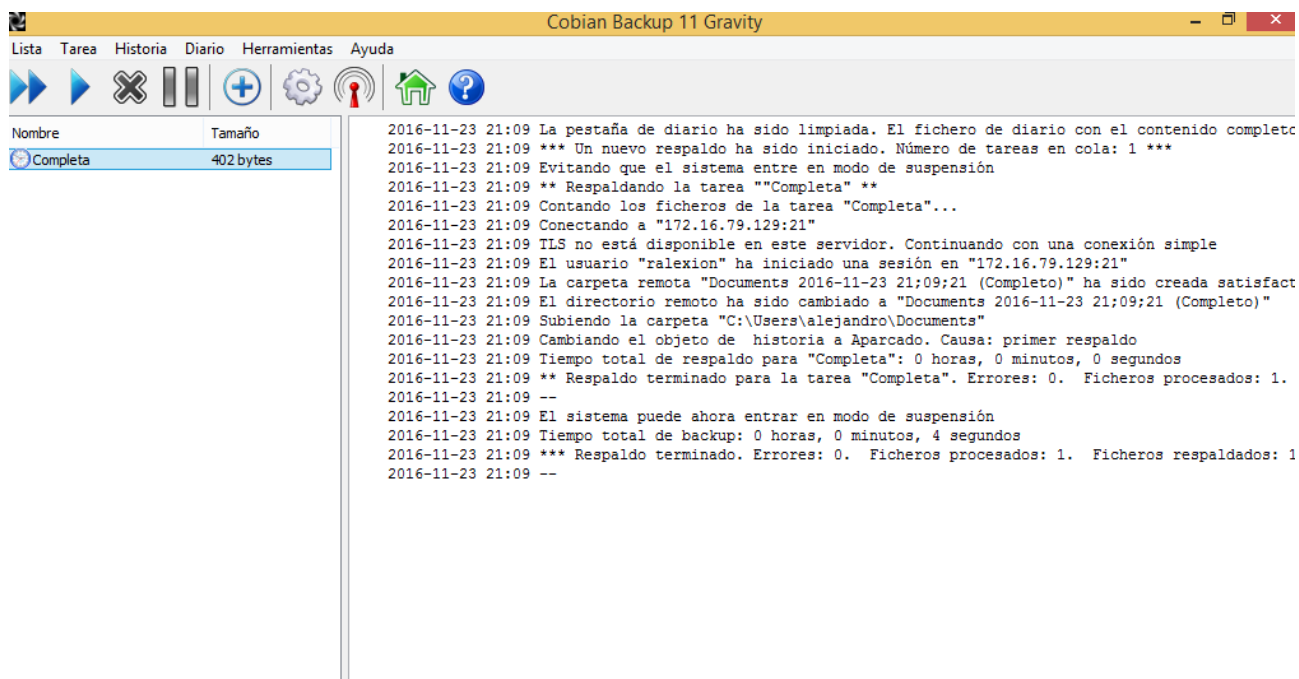 Cobian Backup 11 Gravity
Lista Tarea Historia Diario Herramientas Ayuda
Nombre Tamaño
Completa 402 bytes
2016-11-23 21:09 La pestaña de diario ha sido limpiada. El fichero de diario con el contenido completo
2016-11-23 21:09 *** Un nuevo respaldo ha sido iniciado. Número de tareas en cola: 1 ***
2016-11-23 21:09 Evitando que el sistema entre en modo de suspensión
2016-11-23 21:09 ** Respaldando la tarea ""Completa" **
2016-11-23 21:09 Contando los ficheros de la tarea "Completa"...
2016-11-23 21:09 Conectando a "172.16.79.129:21"
2016-11-23 21:09 TLS no está disponible en este servidor. Continuando con una conexión simple
2016-11-23 21:09 El usuario "ralexion" ha iniciado una sesión en "172.16.79.129:21"
2016-11-23 21:09 La carpeta remota "Documents 2016-11-23 21;09;21 (Completo)" ha sido creada satisfact
2016-11-23 21:09 El directorio remoto ha sido cambiado a "Documents 2016-11-23 21;09;21 (Completo)"
2016-11-23 21:09 Subiendo la carpeta "C:\Users\alejandro\Documents"
2016-11-23 21:09 Cambiando el objeto de  historia a Aparcado. Causa: primer respaldo
2016-11-23 21:09 Tiempo total de respaldo para "Completa": 0 horas, 0 minutos, 0 segundos
2016-11-23 21:09 ** Respaldo terminado para la tarea "Completa". Errores: 0.  Ficheros procesados: 1.
2016-11-23 21:09 --
2016-11-23 21:09 El sistema puede ahora entrar en modo de suspensión
2016-11-23 21:09 Tiempo total de backup: 0 horas, 0 minutos, 4 segundos
2016-11-23 21:09 *** Respaldo terminado. Errores: 0.  Ficheros procesados: 1.  Ficheros respaldados: 1
2016-11-23 21:09 --